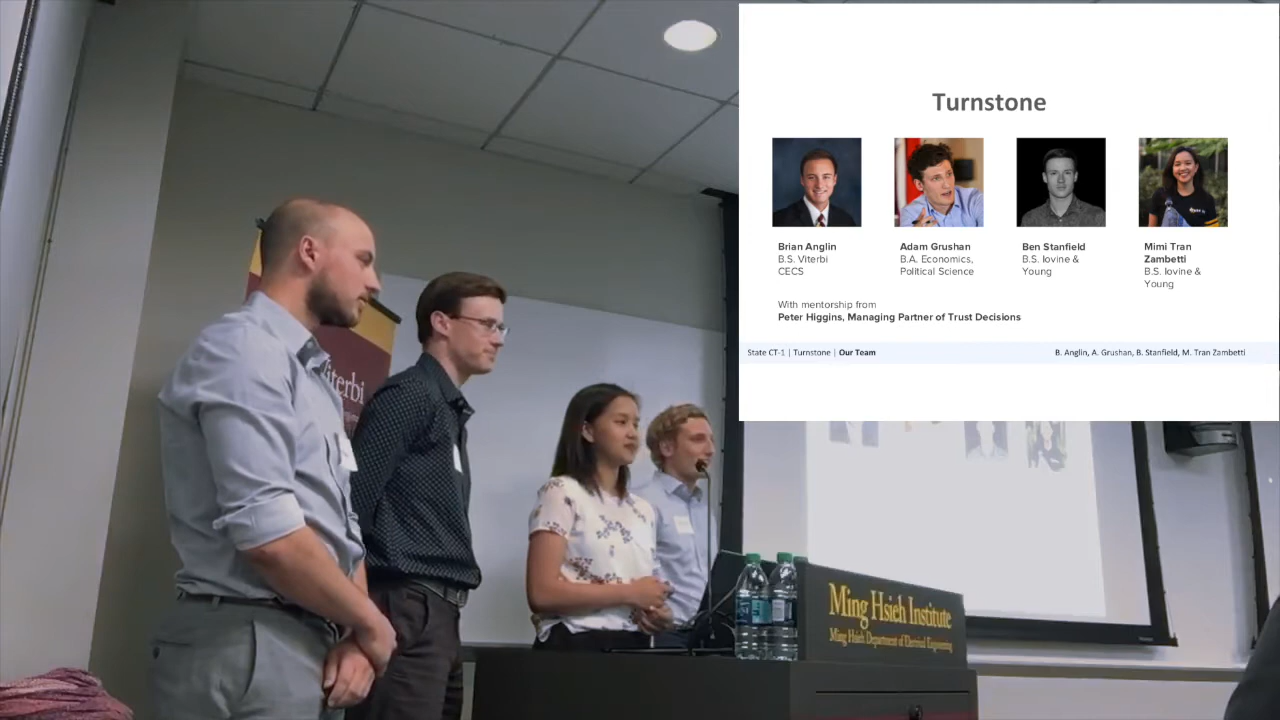 Turnstone
Brian Anglin
B.S. Viterbi
CECS
Adam Grushan
B.A. Economics,
Political Science
Ben Stanfield
B.S. Iovine &
Young
Mimi Tran
Zambetti
B.S. Iovine &
Young
With mentorship from
Peter Higgins, Managing Partner of Trust Decisions
State CT-1 | Turnstone | Our Team
B. Anglin, A. Grushan, B. Stanfield, M. Tran Zambetti
Viterbi
Ming Hsieh Institute
Ming Hsieh Department of Electrical Engineering